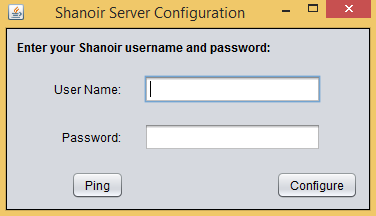 Shanoir Server Configuration
Enter your Shanoir username and password:
User Name:
Password:
Ping Configure